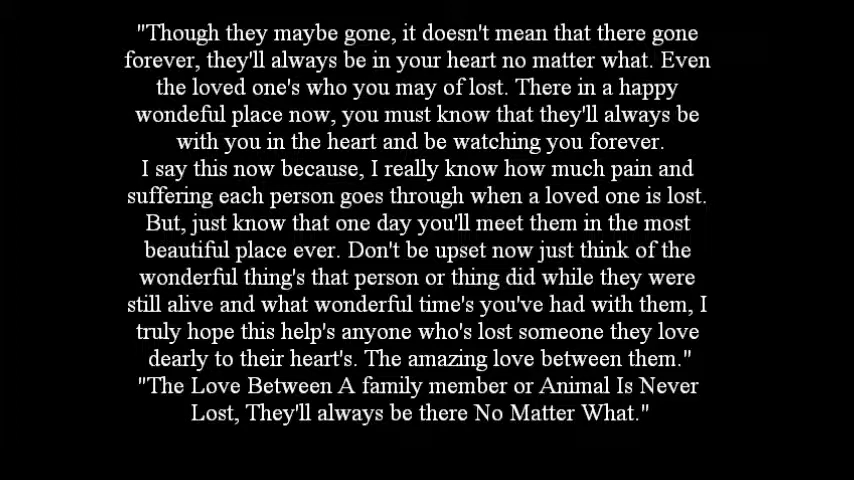 "Though they maybe gone, it doesn't mean that there gone
forever, they'll always be in your heart no matter what. Even
the loved one's who you may of lost. There in a happy
wondeful place now, you must know that they'll always be
with you in the heart and be watching you forever.
I say this now because, I really know how much pain and
suffering each person goes through when a loved one is lost.
But, just know that one day you'll meet them in the most
beautiful place ever. Don't be upset now just think of the
wonderful thing's that person or thing did while they were
still alive and what wonderful time's you've had with them, I
truly hope this help's anyone who's lost someone they love
dearly to their heart's. The amazing love between them."
"The Love Between A family member or Animal Is Never
Lost, They'll always be there No Matter What."